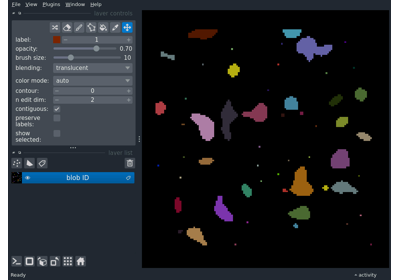 File View Plugins Window Help
layer controls
label: 1
opacity: 0.70
brush size: 10
blending: translucent
color mode: auto
contour: 0
n edit dim: 2
contiguous:
preserve
labels:
show
selected:
layer list
blob ID
Ready
activity